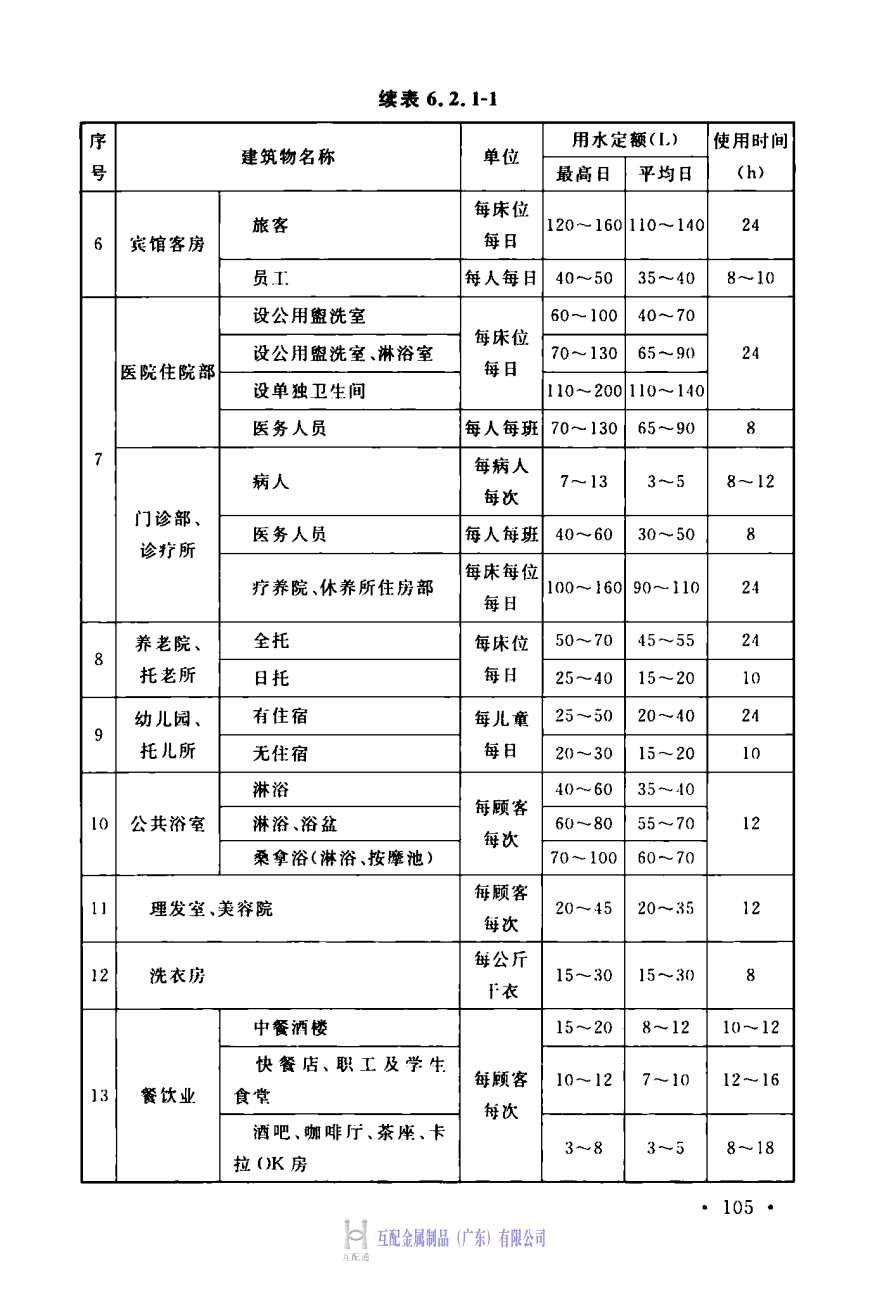 续表 6.2.1-1
序号 建筑物名称 单位 用水定额(L) 使用时间(h)
最高日 平均日
6 宾馆客房 旅客 每床位每日 120～160 110～140 24
员工 每人每日 40～50 35～40 8～10
7 医院住院部 设公用盥洗室 每床位每日 60～100 40～70 24
设公用盥洗室、淋浴室 70～130 65～90
设单独卫生间 110～200 110～140
医务人员 每人每班 70～130 65～90 8
门诊部、诊疗所 病人 每病人每次 7～13 3～5 8～12
医务人员 每人每班 40～60 30～50 8
疗养院、休养所住房部 每床每位每日 100～160 90～110 24
8 养老院、托老所 全托 每床位每日 50～70 45～55 24
日托 25～40 15～20 10
9 幼儿园、托儿所 有住宿 每儿童每日 25～50 20～40 24
无住宿 20～30 15～20 10
10 公共浴室 淋浴 每顾客每次 40～60 35～40 12
淋浴、浴盆 60～80 55～70
桑拿浴(淋浴、按摩池) 70～100 60～70
11 理发室、美容院 每顾客每次 20～45 20～35 12
12 洗衣房 每公斤干衣 15～30 15～30 8
13 餐饮业 中餐酒楼 每顾客每次 15～20 8～12 10～12
快餐店、职工及学生食堂 10～12 7～10 12～16
酒吧、咖啡厅、茶座、卡拉OK房 3～8 3～5 8～18
• 105 •
互配金属制品（广东）有限公司
互配通